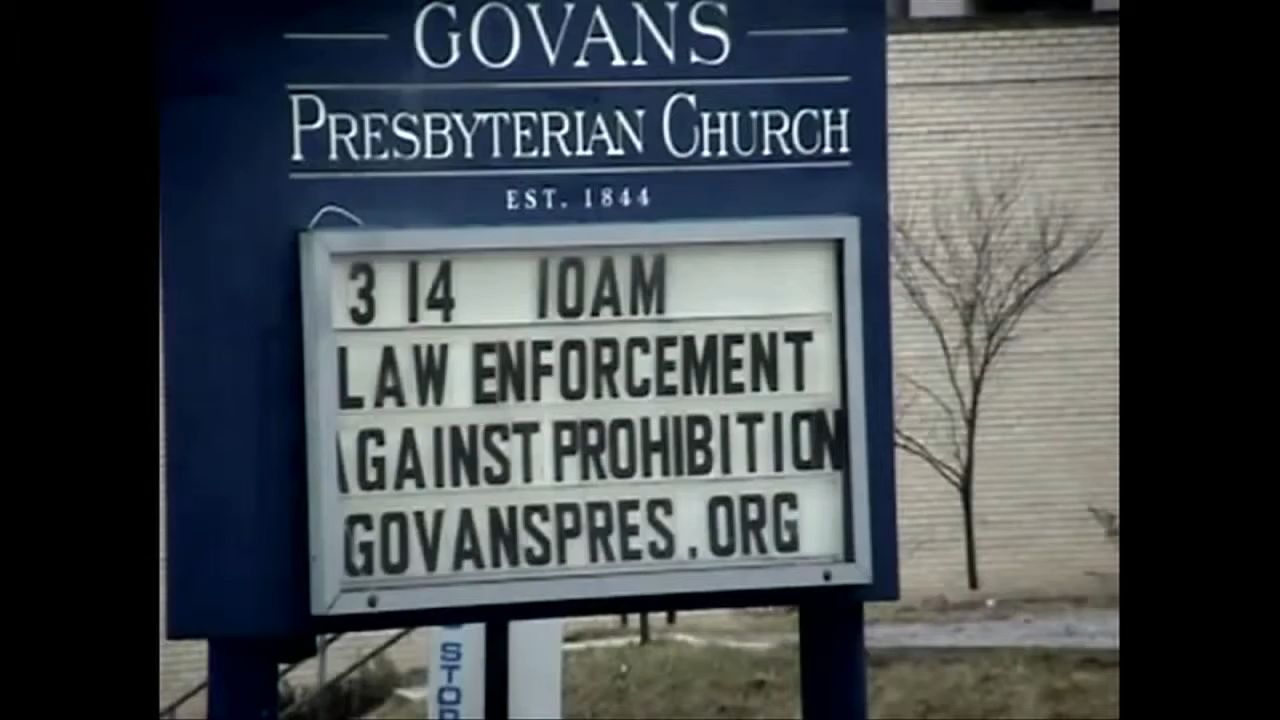 GOVANS
PRESBYTERIAN CHURCH
EST. 1844
3 14 10AM
LAW ENFORCEMENT
AGAINST PROHIBITION
GOVANSPRES.ORG